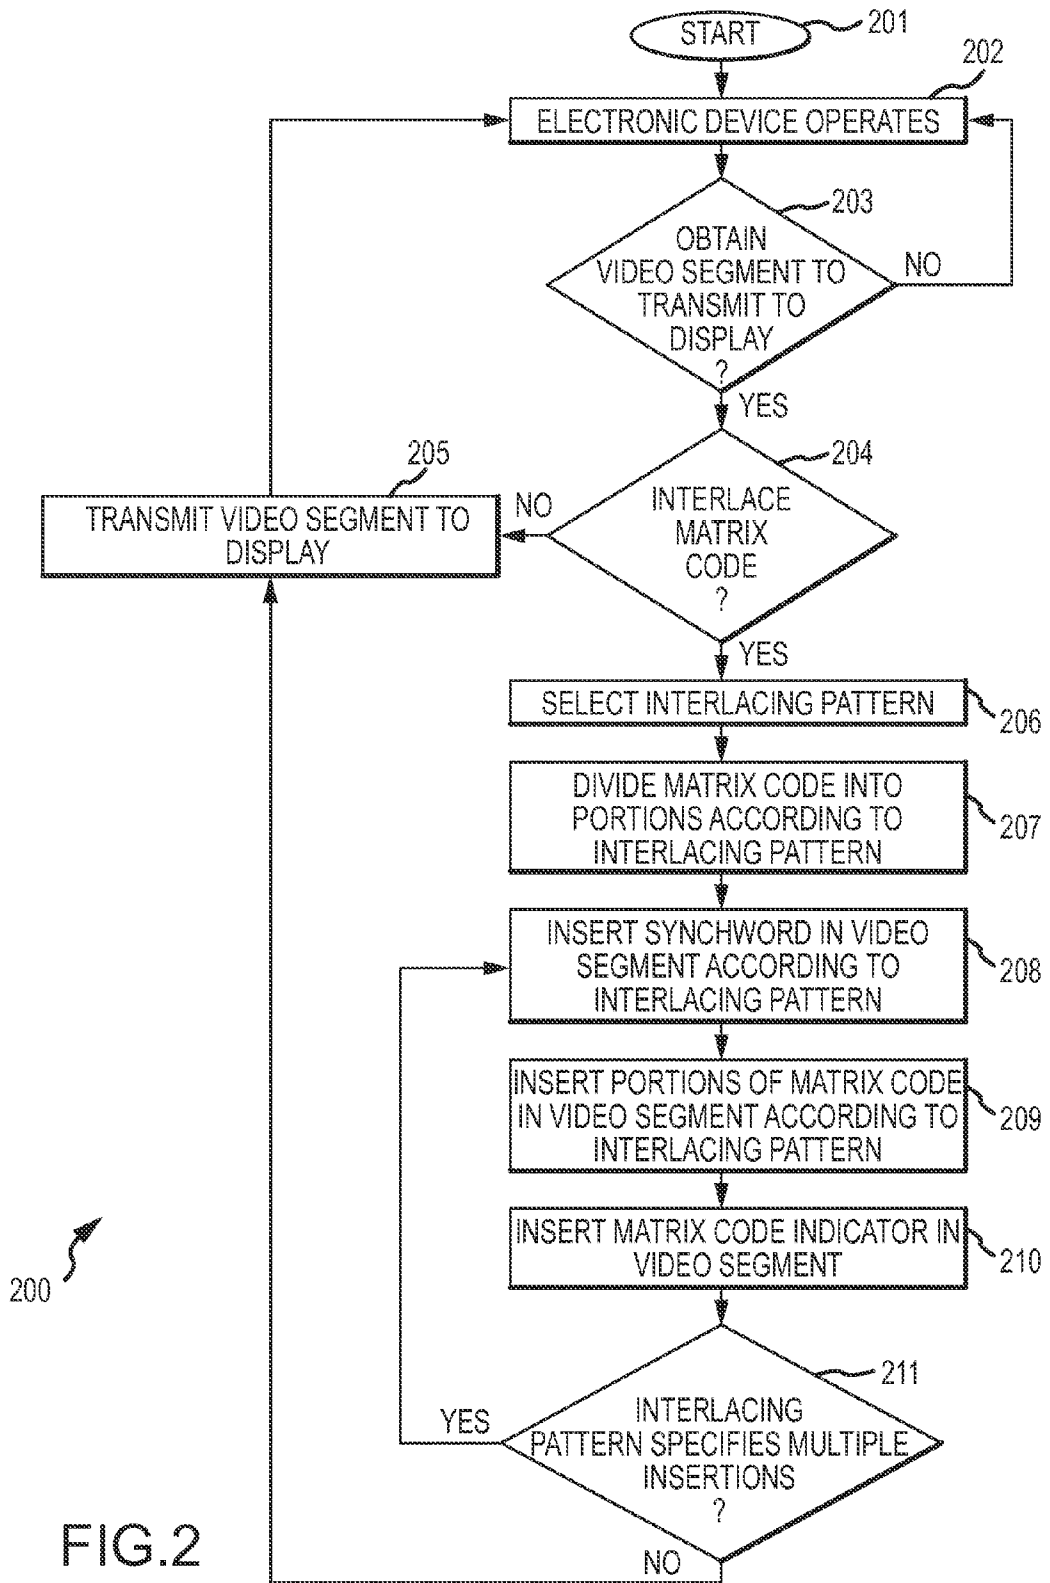 START
201
202
ELECTRONIC DEVICE OPERATES
203
OBTAIN
VIDEO SEGMENT TO
TRANSMIT TO
DISPLAY
?
NO
YES
204
INTERLACE
MATRIX
CODE
?
NO
205
TRANSMIT VIDEO SEGMENT TO
DISPLAY
YES
SELECT INTERLACING PATTERN
206
DIVIDE MATRIX CODE INTO
PORTIONS ACCORDING TO
INTERLACING PATTERN
207
INSERT SYNCHWORD IN VIDEO
SEGMENT ACCORDING TO
INTERLACING PATTERN
208
INSERT PORTIONS OF MATRIX CODE
IN VIDEO SEGMENT ACCORDING TO
INTERLACING PATTERN
209
INSERT MATRIX CODE INDICATOR IN
VIDEO SEGMENT
210
200
211
INTERLACING
PATTERN SPECIFIES MULTIPLE
INSERTIONS
?
YES
NO
FIG.2